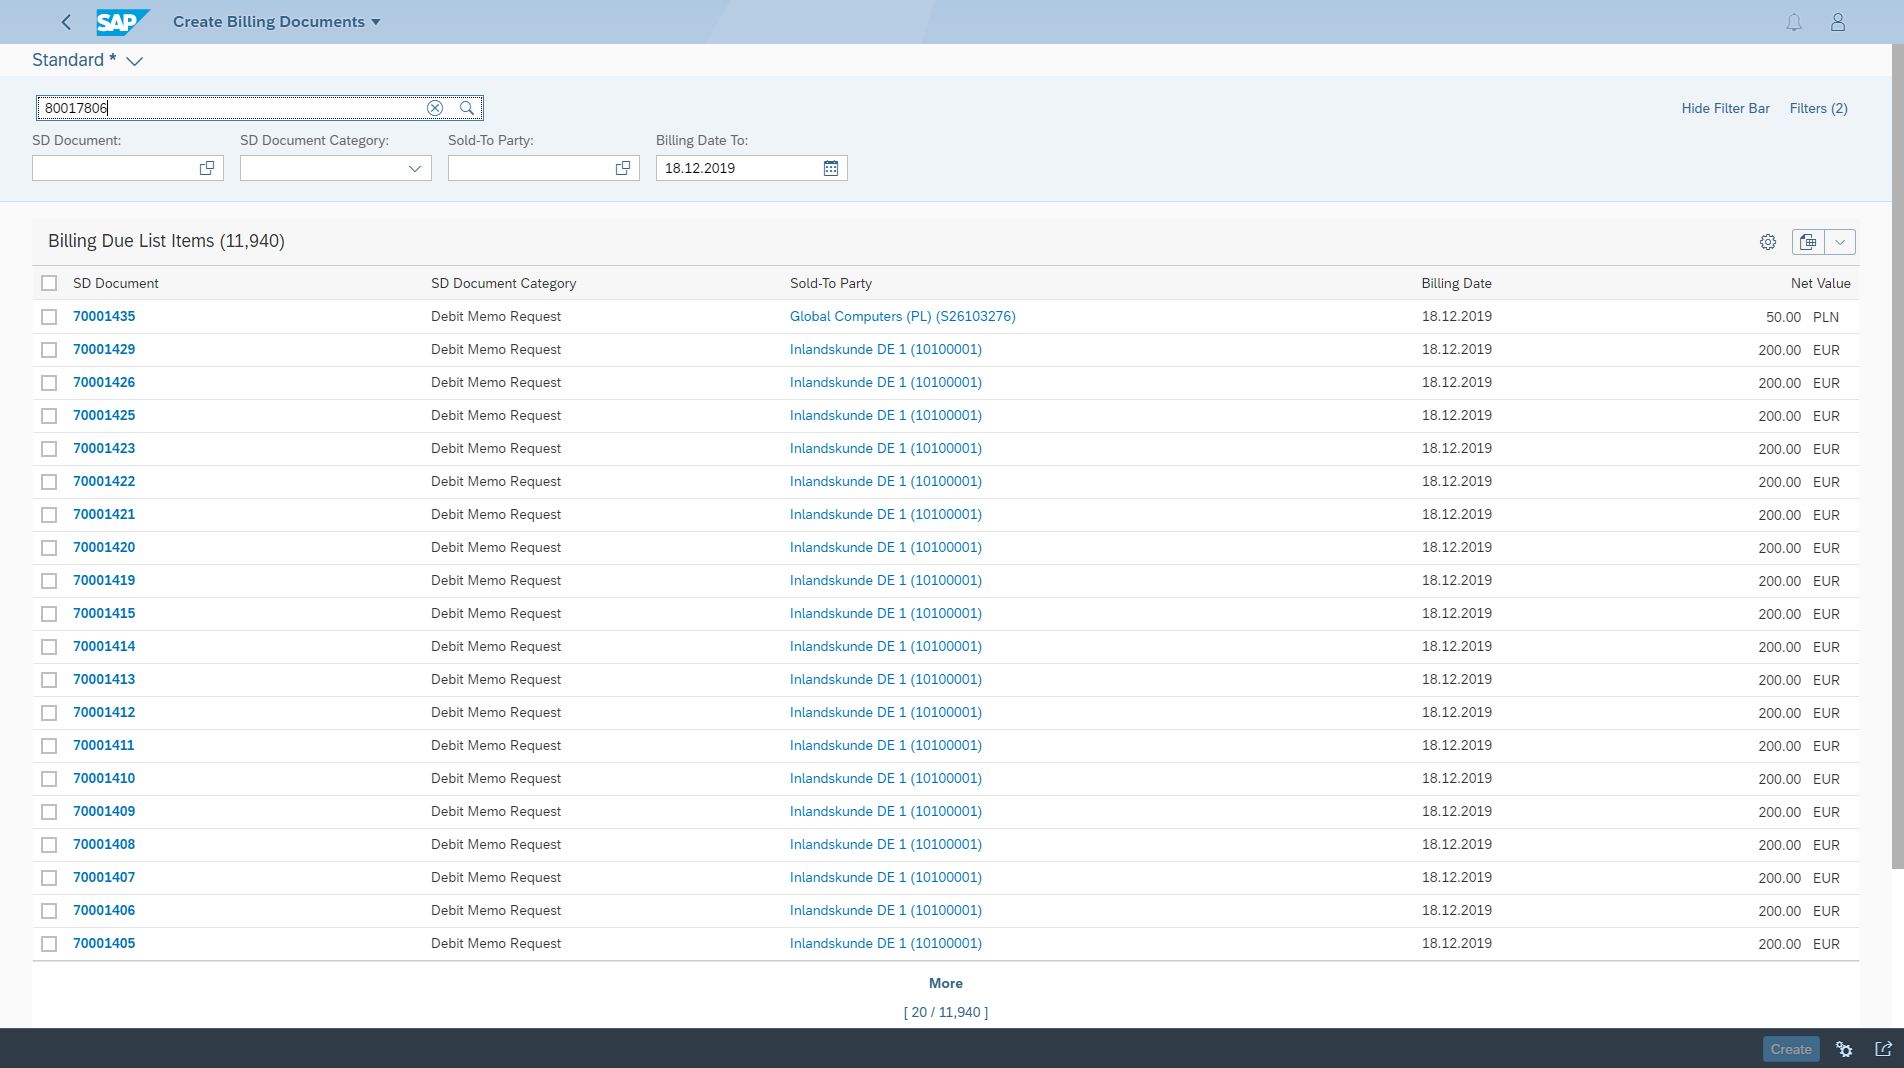 SAP Create Billing Documents
Standard *
80017806
Hide Filter Bar Filters (2)
SD Document: SD Document Category: Sold-To Party: Billing Date To:
18.12.2019
Billing Due List Items (11,940)
SD Document SD Document Category Sold-To Party Billing Date Net Value
70001435 Debit Memo Request Global Computers (PL) (S26103276) 18.12.2019 50.00 PLN
70001429 Debit Memo Request Inlandskunde DE 1 (10100001) 18.12.2019 200.00 EUR
70001426 Debit Memo Request Inlandskunde DE 1 (10100001) 18.12.2019 200.00 EUR
70001425 Debit Memo Request Inlandskunde DE 1 (10100001) 18.12.2019 200.00 EUR
70001423 Debit Memo Request Inlandskunde DE 1 (10100001) 18.12.2019 200.00 EUR
70001422 Debit Memo Request Inlandskunde DE 1 (10100001) 18.12.2019 200.00 EUR
70001421 Debit Memo Request Inlandskunde DE 1 (10100001) 18.12.2019 200.00 EUR
70001420 Debit Memo Request Inlandskunde DE 1 (10100001) 18.12.2019 200.00 EUR
70001419 Debit Memo Request Inlandskunde DE 1 (10100001) 18.12.2019 200.00 EUR
70001415 Debit Memo Request Inlandskunde DE 1 (10100001) 18.12.2019 200.00 EUR
70001414 Debit Memo Request Inlandskunde DE 1 (10100001) 18.12.2019 200.00 EUR
70001413 Debit Memo Request Inlandskunde DE 1 (10100001) 18.12.2019 200.00 EUR
70001412 Debit Memo Request Inlandskunde DE 1 (10100001) 18.12.2019 200.00 EUR
70001411 Debit Memo Request Inlandskunde DE 1 (10100001) 18.12.2019 200.00 EUR
70001410 Debit Memo Request Inlandskunde DE 1 (10100001) 18.12.2019 200.00 EUR
70001409 Debit Memo Request Inlandskunde DE 1 (10100001) 18.12.2019 200.00 EUR
70001408 Debit Memo Request Inlandskunde DE 1 (10100001) 18.12.2019 200.00 EUR
70001407 Debit Memo Request Inlandskunde DE 1 (10100001) 18.12.2019 200.00 EUR
70001406 Debit Memo Request Inlandskunde DE 1 (10100001) 18.12.2019 200.00 EUR
70001405 Debit Memo Request Inlandskunde DE 1 (10100001) 18.12.2019 200.00 EUR
More
[ 20 / 11,940 ]
Create